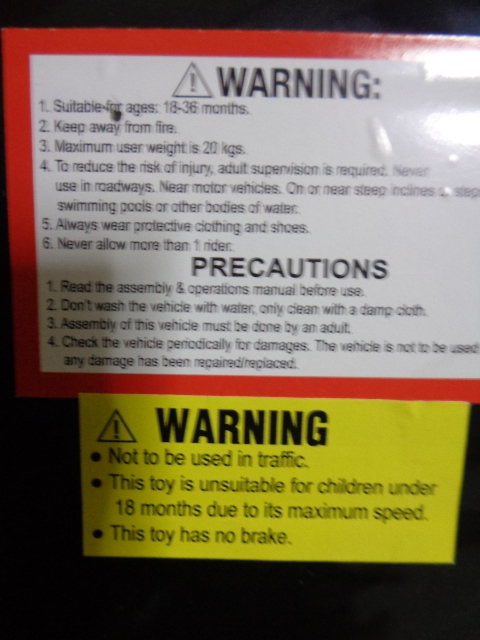 WARNING:
1. Suitable for ages: 18-36 months.
2. Keep away from fire.
3. Maximum user weight is 20 kgs.
4. To reduce the risk of injury, adult supervision is required. Never
use in roadways. Near motor vehicles. On or near steep inclines or steps
swimming pools or other bodies of water.
5. Always wear protective clothing and shoes.
6. Never allow more than 1 rider.
PRECAUTIONS
1. Read the assembly & operations manual before use.
2. Don't wash the vehicle with water, only clean with a damp cloth.
3. Assembly of this vehicle must be done by an adult.
4. Check the vehicle periodically for damages. The vehicle is not to be used
any damage has been repaired/replaced.
WARNING
• Not to be used in traffic.
• This toy is unsuitable for children under
18 months due to its maximum speed.
• This toy has no brake.